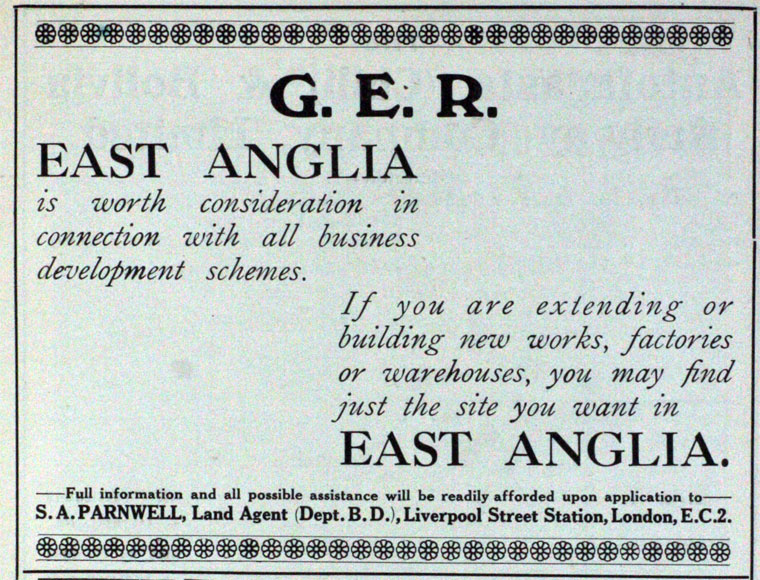 G. E. R.
EAST ANGLIA
is worth consideration in
connection with all business
development schemes.
If you are extending or
building new works, factories
or warehouses, you may find
just the site you want in
EAST ANGLIA.
—Full information and all possible assistance will be readily afforded upon application to—
S. A. PARNWELL, Land Agent (Dept. B. D.), Liverpool Street Station, London, E.C.2.